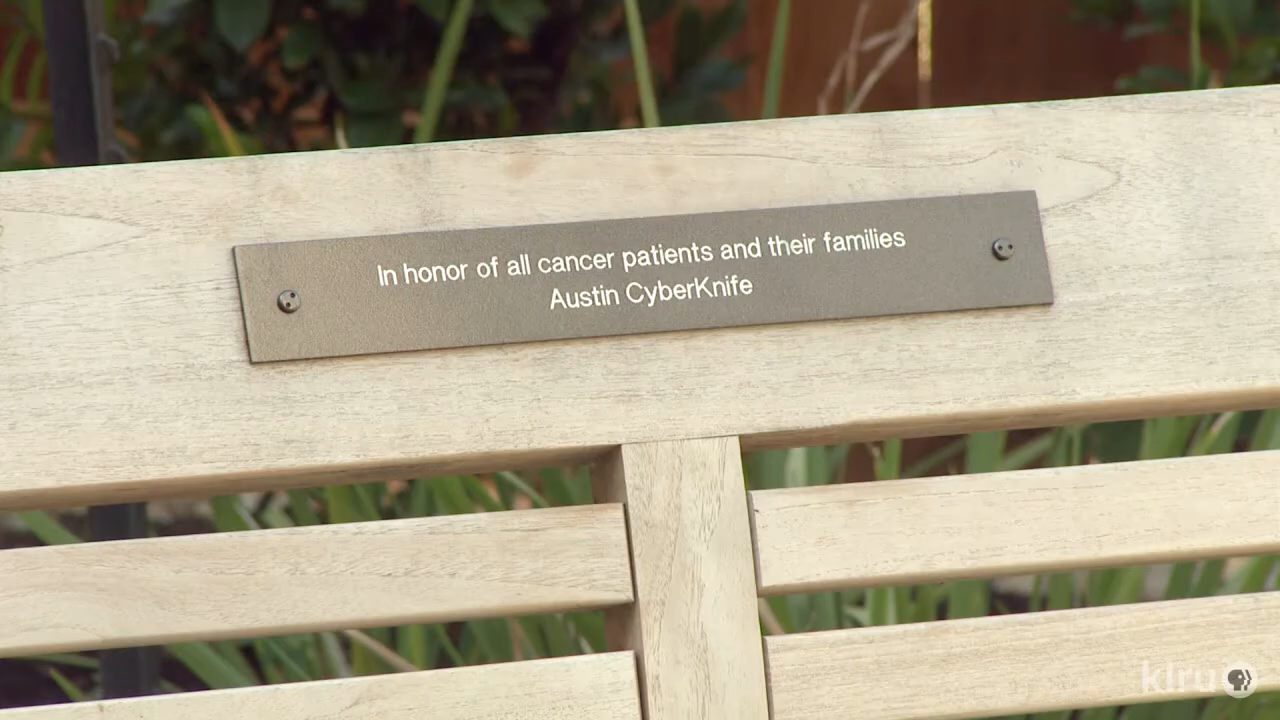 In honor of all cancer patients and their families
Austin CyberKnife
klru